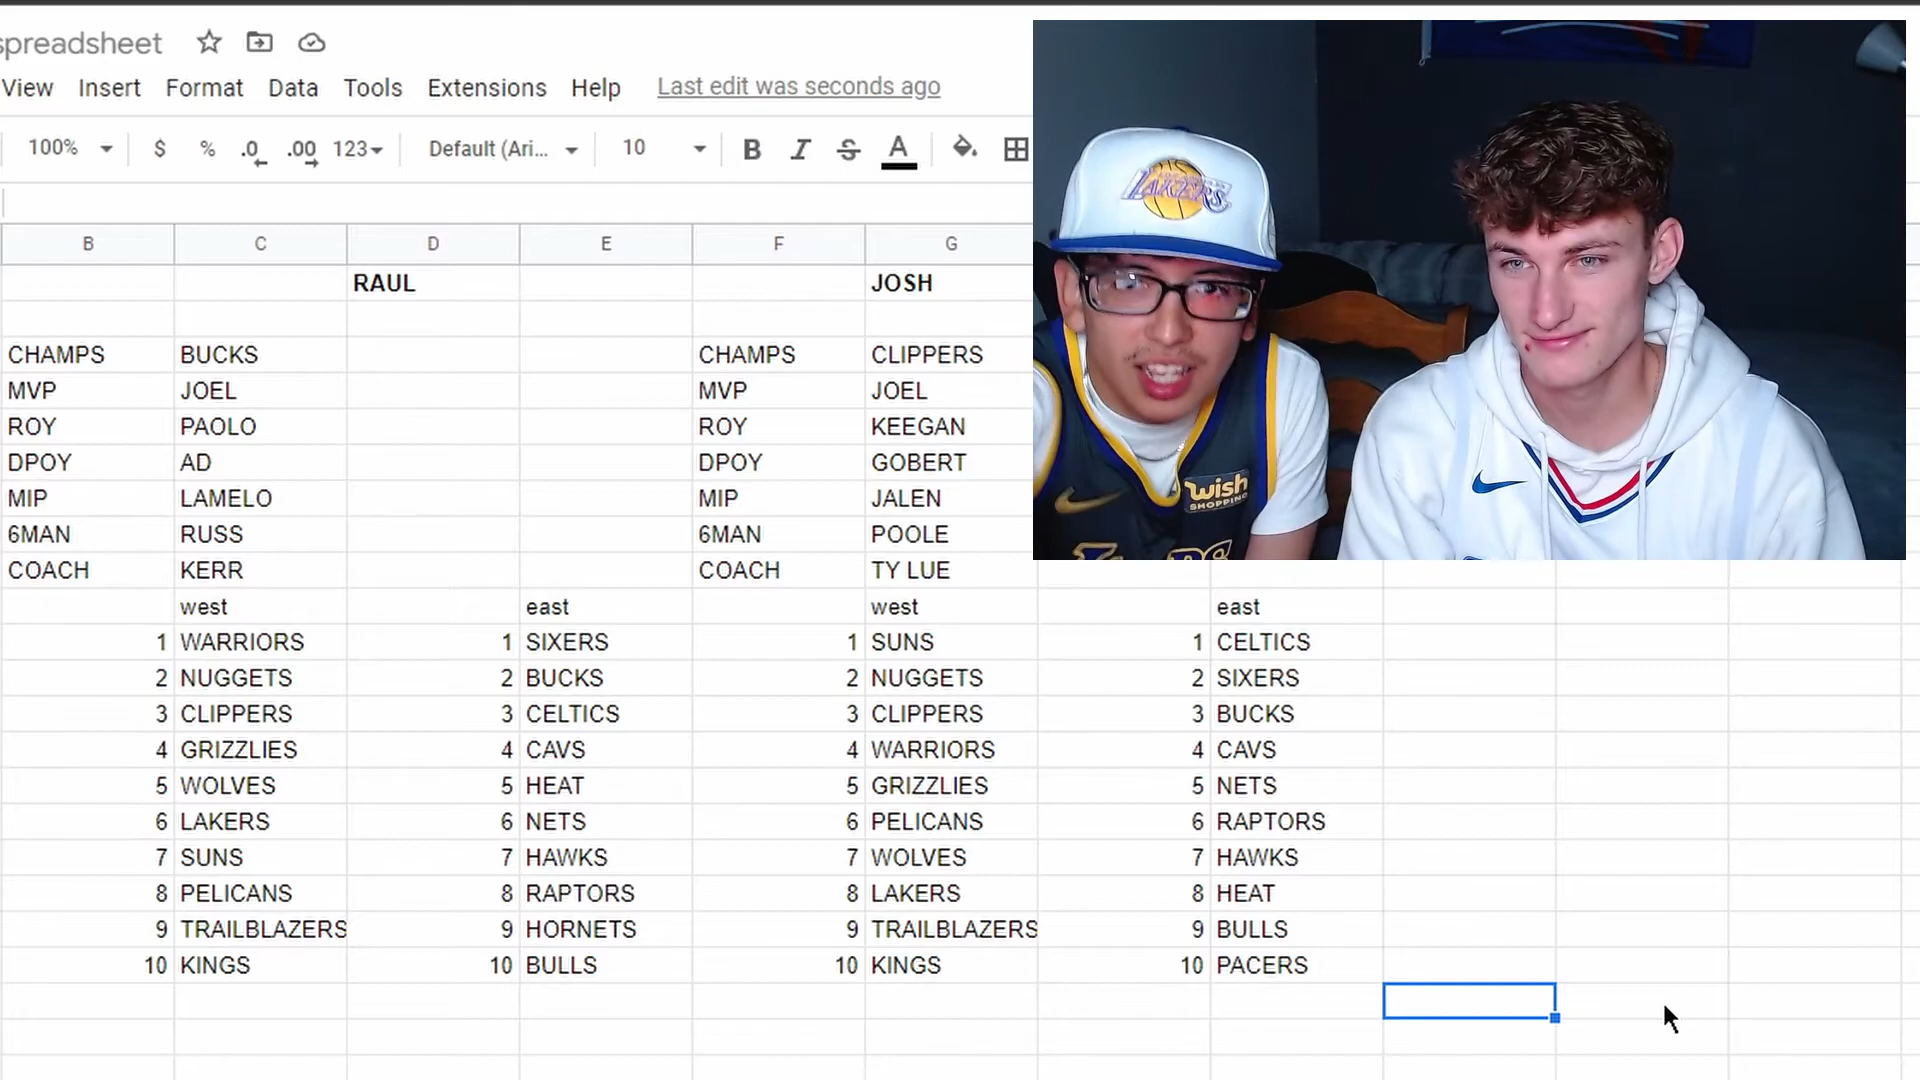 spreadsheet
View Insert Format Data Tools Extensions Help Last edit was seconds ago
100% $ % .0 .00 123 Default (Ari... 10 B I S A
B C D E F G
RAUL JOSH
CHAMPS BUCKS CHAMPS CLIPPERS
MVP JOEL MVP JOEL
ROY PAOLO ROY KEEGAN
DPOY AD DPOY GOBERT
MIP LAMELO MIP JALEN
6MAN RUSS 6MAN POOLE
COACH KERR COACH TY LUE
west east west east
1 WARRIORS 1 SIXERS 1 SUNS 1 CELTICS
2 NUGGETS 2 BUCKS 2 NUGGETS 2 SIXERS
3 CLIPPERS 3 CELTICS 3 CLIPPERS 3 BUCKS
4 GRIZZLIES 4 CAVS 4 WARRIORS 4 CAVS
5 WOLVES 5 HEAT 5 GRIZZLIES 5 NETS
6 LAKERS 6 NETS 6 PELICANS 6 RAPTORS
7 SUNS 7 HAWKS 7 WOLVES 7 HAWKS
8 PELICANS 8 RAPTORS 8 LAKERS 8 HEAT
9 TRAILBLAZERS 9 HORNETS 9 TRAILBLAZERS 9 BULLS
10 KINGS 10 BULLS 10 KINGS 10 PACERS
LAKERS
wish
SHOPPING